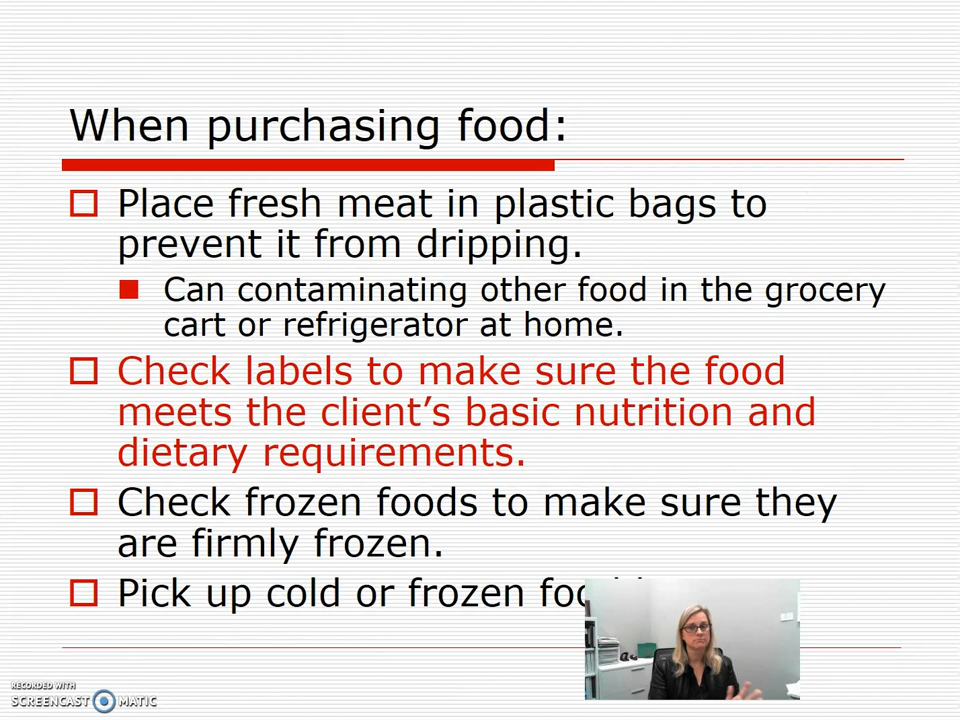 When purchasing food:
Place fresh meat in plastic bags to
prevent it from dripping.
Can contaminating other food in the grocery
cart or refrigerator at home.
Check labels to make sure the food
meets the client's basic nutrition and
dietary requirements.
Check frozen foods to make sure they
are firmly frozen.
Pick up cold or frozen
RECORDED WITH
SCREENCAST MATIC